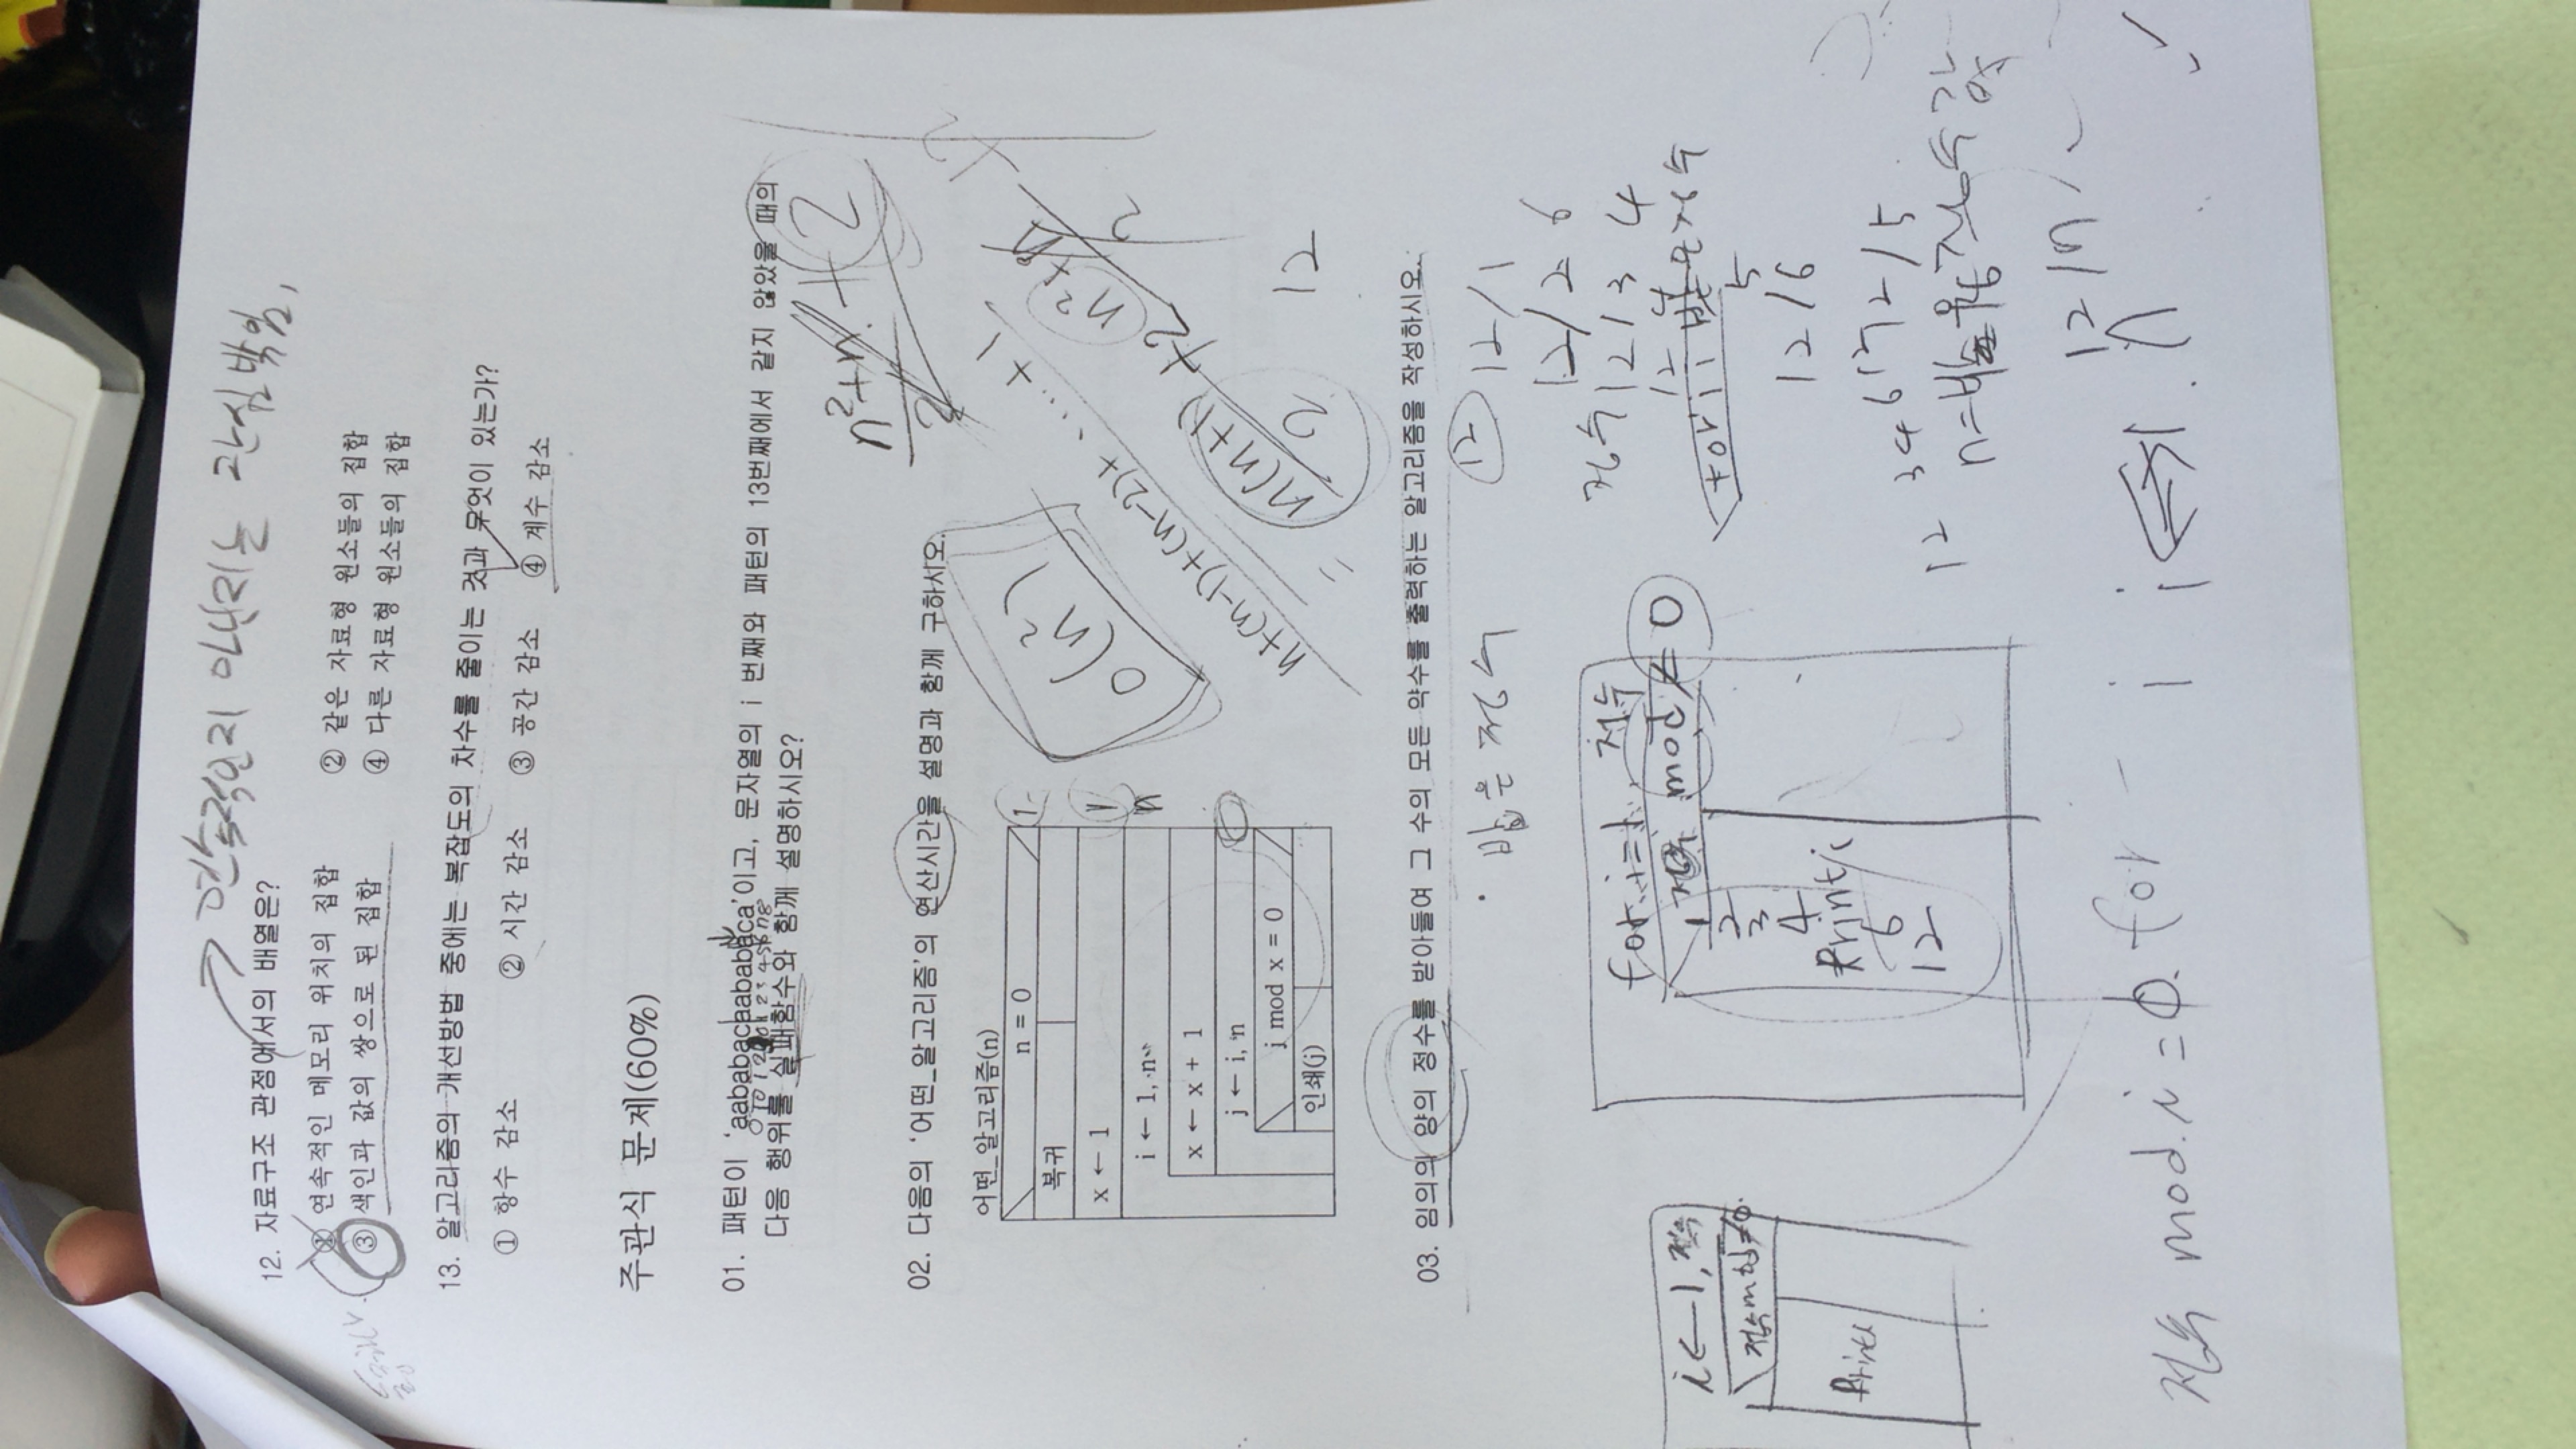 → 연속적인지 아닌지는 관심밖임,
12. 자료구조 관점에서의 배열은?
① 연속적인 메모리 위치의 집합 ② 같은 자료형 원소들의 집합
③ 색인과 값의 쌍으로 된 집합 ④ 다른 자료형 원소들의 집합
13. 알고리즘의 개선방법 중에는 복잡도의 차수를 줄이는 것과 무엇이 있는가?
① 항수 감소 ② 시간 감소 ③ 공간 감소 ④ 계수 감소
주관식 문제(60%)
01. 패턴이 ‘aababacaababaca’이고, 문자열의 i 번째와 패턴의 13번째에서 같지 않았을 때의
다음 행위를 실패함수와 함께 설명하시오?
n²+n/2 + 2
02. 다음의 ‘어떤_알고리즘’의 연산시간을 설명과 함께 구하시오.
어떤_알고리즘(n)
n = 0 1
복귀
x ← 1 1
i ← 1, n n
x ← x + 1
j ← i, n
j mod x = 0
인쇄(j)
O(n²)
n+(n-1)+(n-2)+.....+1
= n(n+1)/2 +2 n²+n/2 +2
12
03. 임의의 양의 정수를 받아들여 그 수의 모든 약수를 출력하는 알고리즘을 작성하시오.
· 받은 정수
12 12/1
12/2 6
정수 12/3 4
12 4
for i 1 받은정수
5
12/6
for i=1... 정수
정수 mod i = 0
1
2
3
4
Print i
6
12
i ← 1, 정수
정수 m
Print i
12 3 4 6 12
12/5
n=받은 정수값
12/n
정수 mod i = 0. for i i ← 1. n